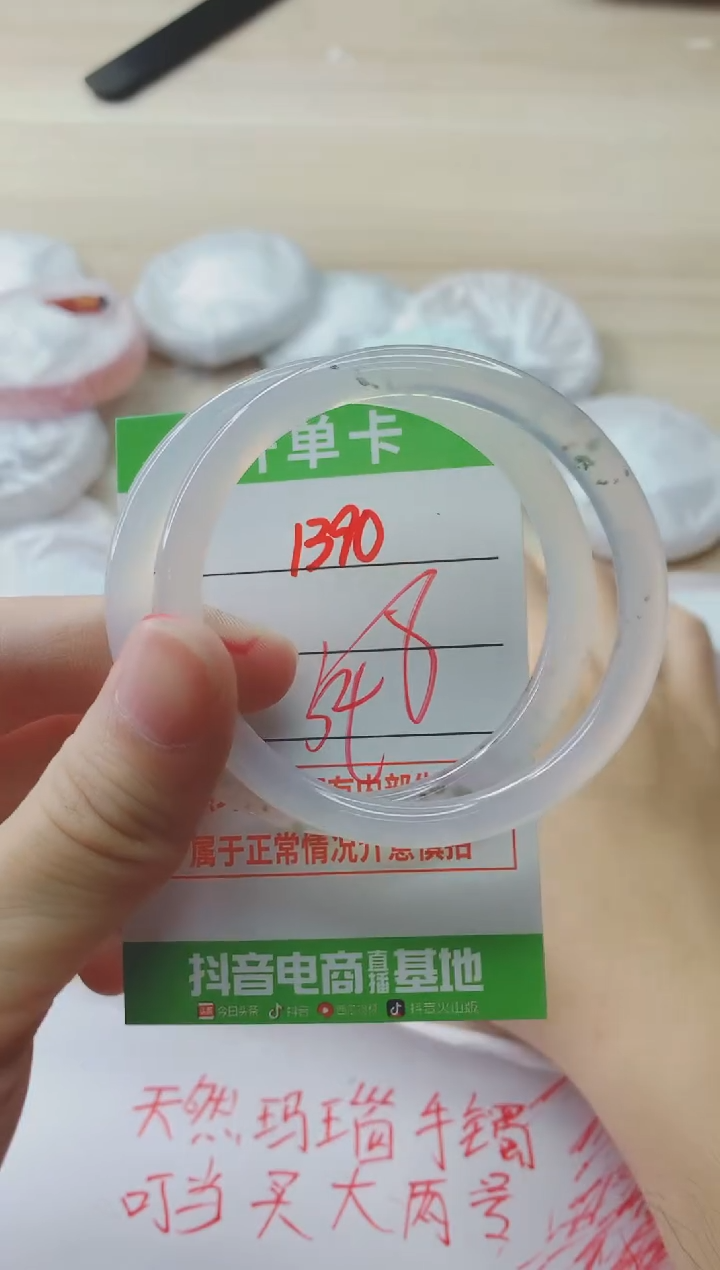 单卡
1390
548
属于正常情况介意慎拍
抖音电商直播基地
今日头条 抖音 抖音火山版
天然玛瑙手镯
叮当买大两号